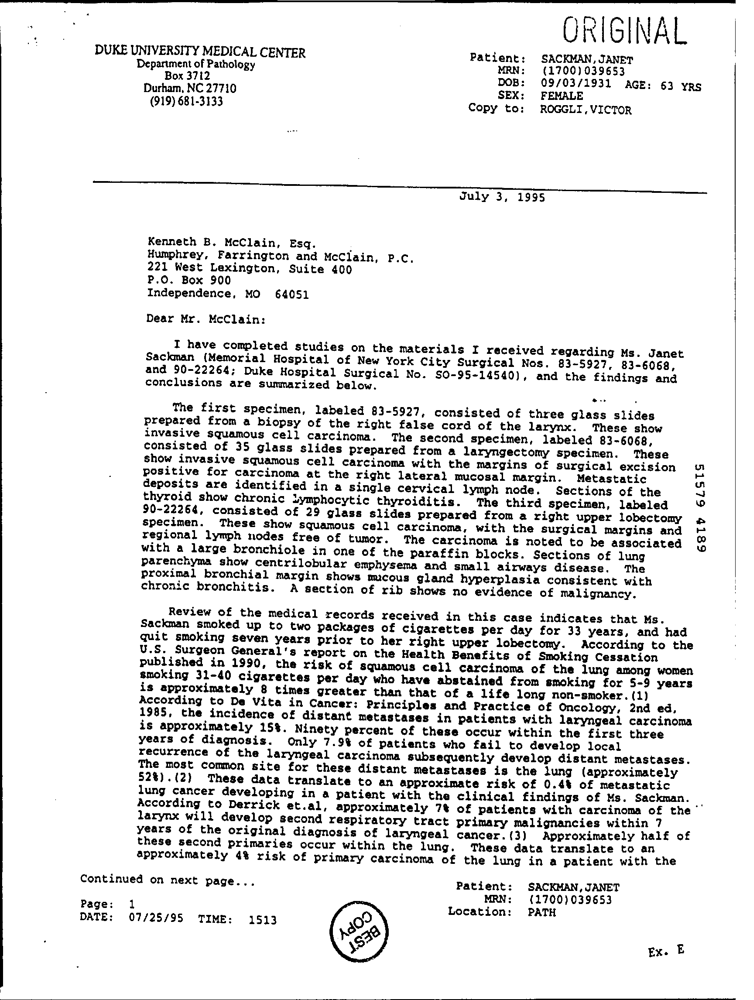 ORIGINAL
DUKE UNIVERSITY MEDICAL CENTER
Department of Pathology
Box 3712
Durham, NC 27710
(919) 681-3133
Patient: SACKMAN,JANET
MRN: (1700)039653
DOB: 09/03/1931 AGE: 63 YRS
SEX: FEMALE
Copy to: ROGGLI,VICTOR
July 3, 1995
Kenneth B. McClain, Esq.
Humphrey, Farrington and McClain, P.C.
221 West Lexington, Suite 400
P.O. Box 900
Independence, MO 64051
Dear Mr. McClain:
I have completed studies on the materials I received regarding Ms. Janet
Sackman (Memorial Hospital of New York City Surgical Nos. 83-5927, 83-6068,
and 90-22264; Duke Hospital Surgical No. SO-95-14540), and the findings and
conclusions are summarized below.
The first specimen, labeled 83-5927, consisted of three glass slides
prepared from a biopsy of the right false cord of the larynx. These show
invasive squamous cell carcinoma. The second specimen, labeled 83-6068,
consisted of 35 glass slides prepared from a laryngectomy specimen. These
show invasive squamous cell carcinoma with the margins of surgical excision
positive for carcinoma at the right lateral mucosal margin. Metastatic
deposits are identified in a single cervical lymph node. Sections of the
thyroid show chronic lymphocytic thyroiditis. The third specimen, labeled
90-22264, consisted of 29 glass slides prepared from a right upper lobectomy
specimen. These show squamous cell carcinoma, with the surgical margins and
regional lymph nodes free of tumor. The carcinoma is noted to be associated
with a large bronchiole in one of the paraffin blocks. Sections of lung
parenchyma show centrilobular emphysema and small airways disease. The
proximal bronchial margin shows mucous gland hyperplasia consistent with
chronic bronchitis. A section of rib shows no evidence of malignancy.
Review of the medical records received in this case indicates that Ms.
Sackman smoked up to two packages of cigarettes per day for 33 years, and had
quit smoking seven years prior to her right upper lobectomy. According to the
U.S. Surgeon General's report on the Health Benefits of Smoking Cessation
published in 1990, the risk of squamous cell carcinoma of the lung among women
smoking 31-40 cigarettes per day who have abstained from smoking for 5-9 years
is approximately 8 times greater than that of a life long non-smoker.(1)
According to De Vita in Cancer: Principles and Practice of Oncology, 2nd ed,
1985, the incidence of distant metastases in patients with laryngeal carcinoma
is approximately 15%. Ninety percent of these occur within the first three
years of diagnosis. Only 7.9% of patients who fail to develop local
recurrence of the laryngeal carcinoma subsequently develop distant metastases.
The most common site for these distant metastases is the lung (approximately
52%).(2) These data translate to an approximate risk of 0.4% of metastatic
lung cancer developing in a patient with the clinical findings of Ms. Sackman.
According to Derrick et.al, approximately 7% of patients with carcinoma of the
larynx will develop second respiratory tract primary malignancies within 7
years of the original diagnosis of laryngeal cancer.(3) Approximately half of
these second primaries occur within the lung. These data translate to an
approximately 4% risk of primary carcinoma of the lung in a patient with the
51579 4189
Continued on next page...
Page: 1
DATE: 07/25/95 TIME: 1513
BEST
COPY
Patient: SACKMAN,JANET
MRN: (1700)039653
Location: PATH
Ex. E